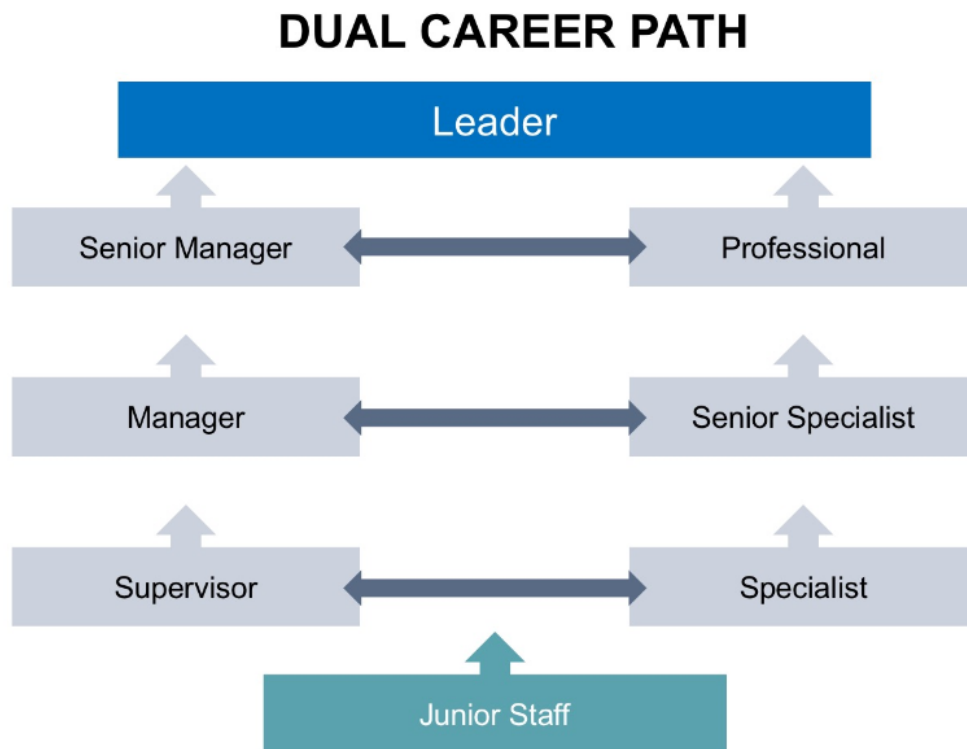 DUAL CAREER PATH
Leader
Senior Manager
Professional
Manager
Senior Specialist
Supervisor
Specialist
Junior Staff